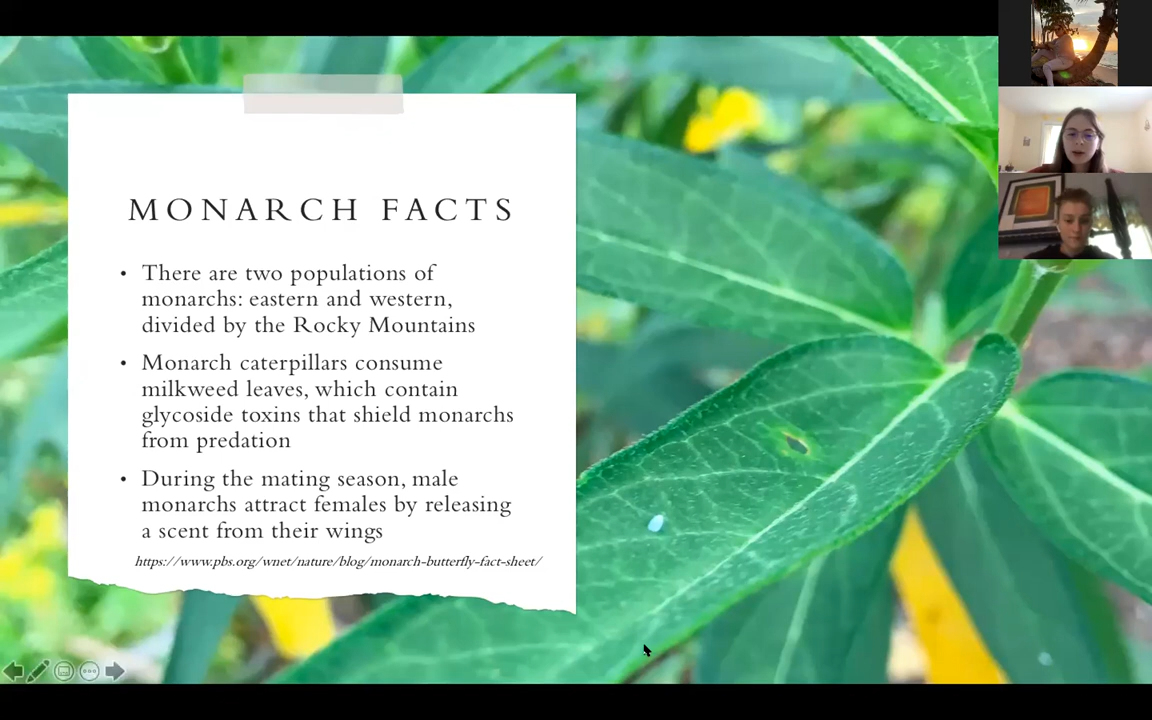 MONARCH FACTS
• There are two populations of
monarchs: eastern and western,
divided by the Rocky Mountains
• Monarch caterpillars consume
milkweed leaves, which contain
glycoside toxins that shield monarchs
from predation
• During the mating season, male
monarchs attract females by releasing
a scent from their wings
https://www.pbs.org/wnet/nature/blog/monarch-butterfly-fact-sheet/